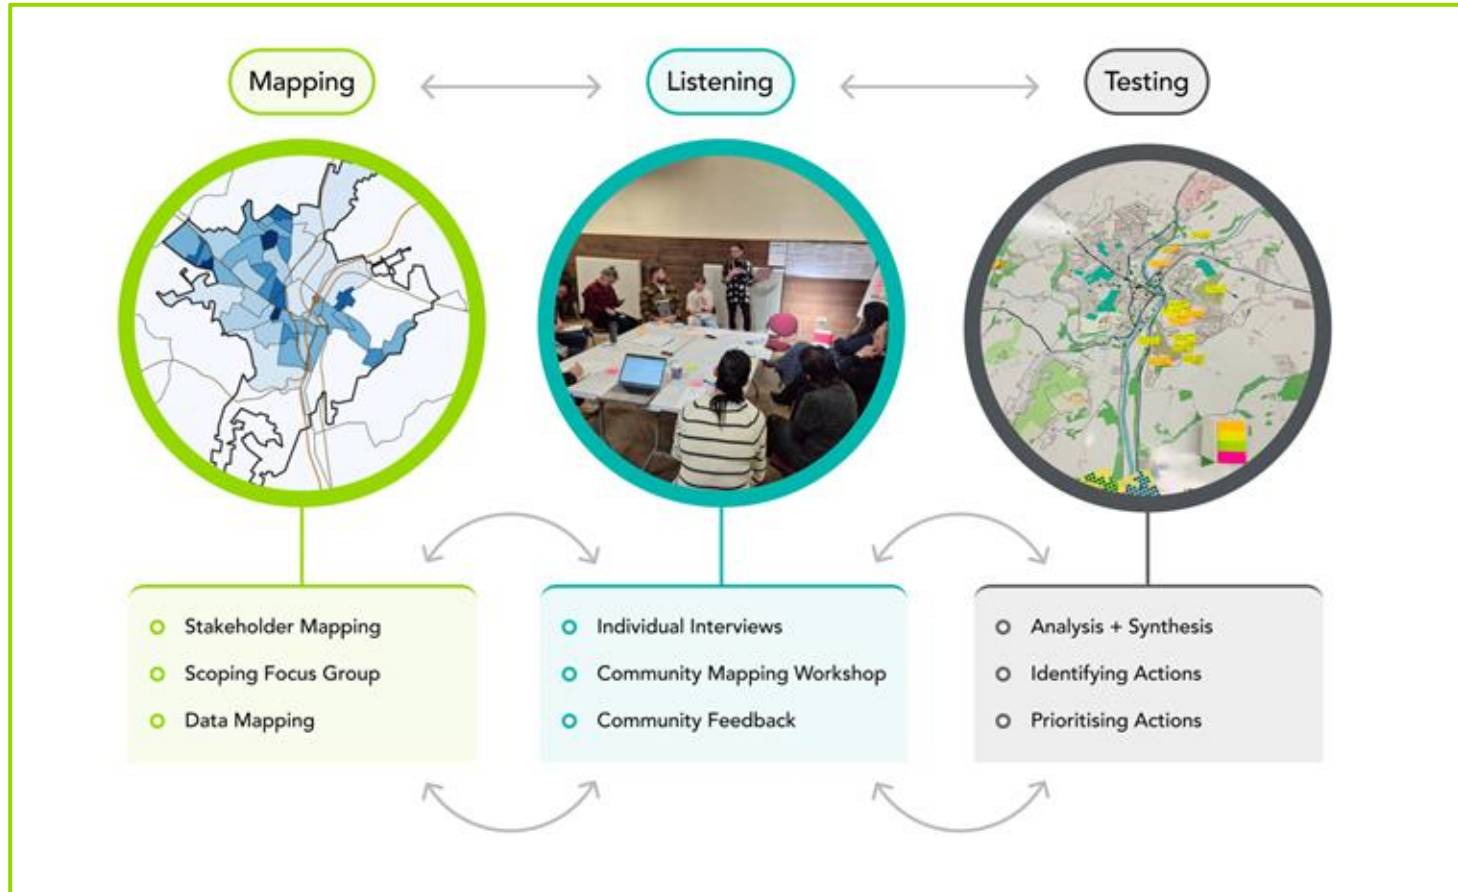 Mapping
Listening
Testing
Stakeholder Mapping
Scoping Focus Group
Data Mapping
Individual Interviews
Community Mapping Workshop
Community Feedback
Analysis + Synthesis
Identifying Actions
Prioritising Actions